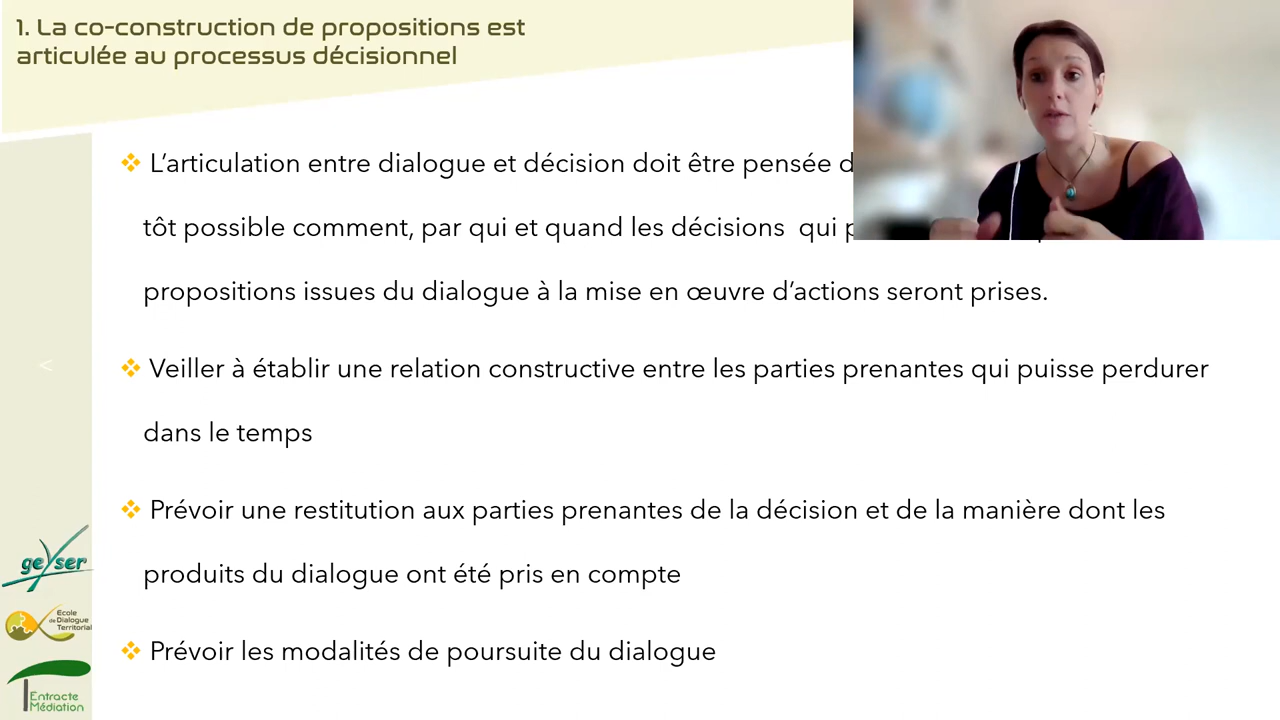 1. La co-construction de propositions est
articulée au processus décisionnel
❖ L'articulation entre dialogue et décision doit être pensée
tôt possible comment, par qui et quand les décisions qui
propositions issues du dialogue à la mise en œuvre d'actions seront prises.
❖ Veiller à établir une relation constructive entre les parties prenantes qui puisse perdurer
dans le temps
❖ Prévoir une restitution aux parties prenantes de la décision et de la manière dont les
produits du dialogue ont été pris en compte
❖ Prévoir les modalités de poursuite du dialogue
<
geyser
Ecole
de Dialogue
Territorial
Entracte
Médiation